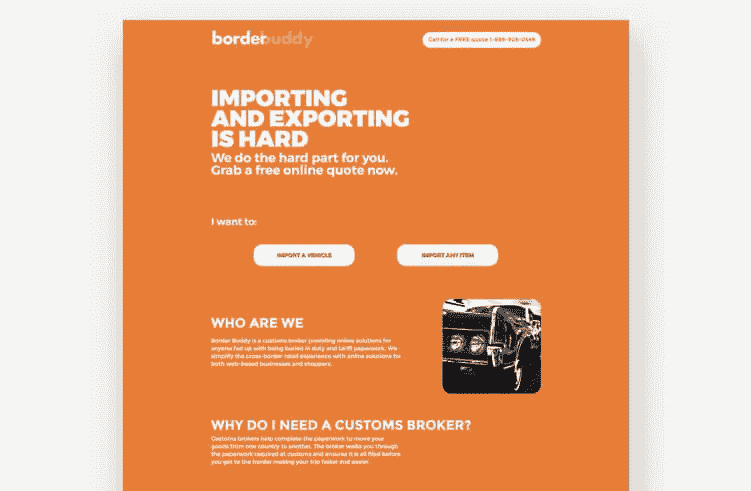 borderbuddy
Call for a FREE quote
IMPORTING
AND EXPORTING
IS HARD
We do the hard part for you.
Grab a free online quote now.
I want to:
IMPORT A VEHICLE
IMPORT ANY ITEM
WHO ARE WE
Border Buddy is a customs broker providing online solutions for
anyone fed up with being buried in duty and tariff paperwork. We
simplify the cross-border retail experience with online solutions for
both web-based businesses and shoppers.
WHY DO I NEED A CUSTOMS BROKER?
Customs brokers help complete the paperwork to move your
goods from one country to another. The broker walks you through
the paperwork required at customs and ensures it is all filed before
you get to the border making your trip faster and easier.